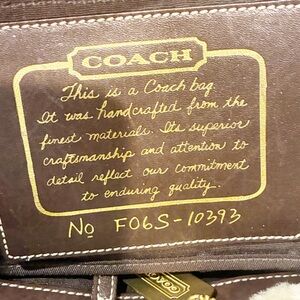 COACH
This is a Coach bag.
It was handcrafted from the
finest materials. Its superior
craftsmanship and attention to
detail reflect our commitment
to enduring quality.
No F06S-10393
COACH